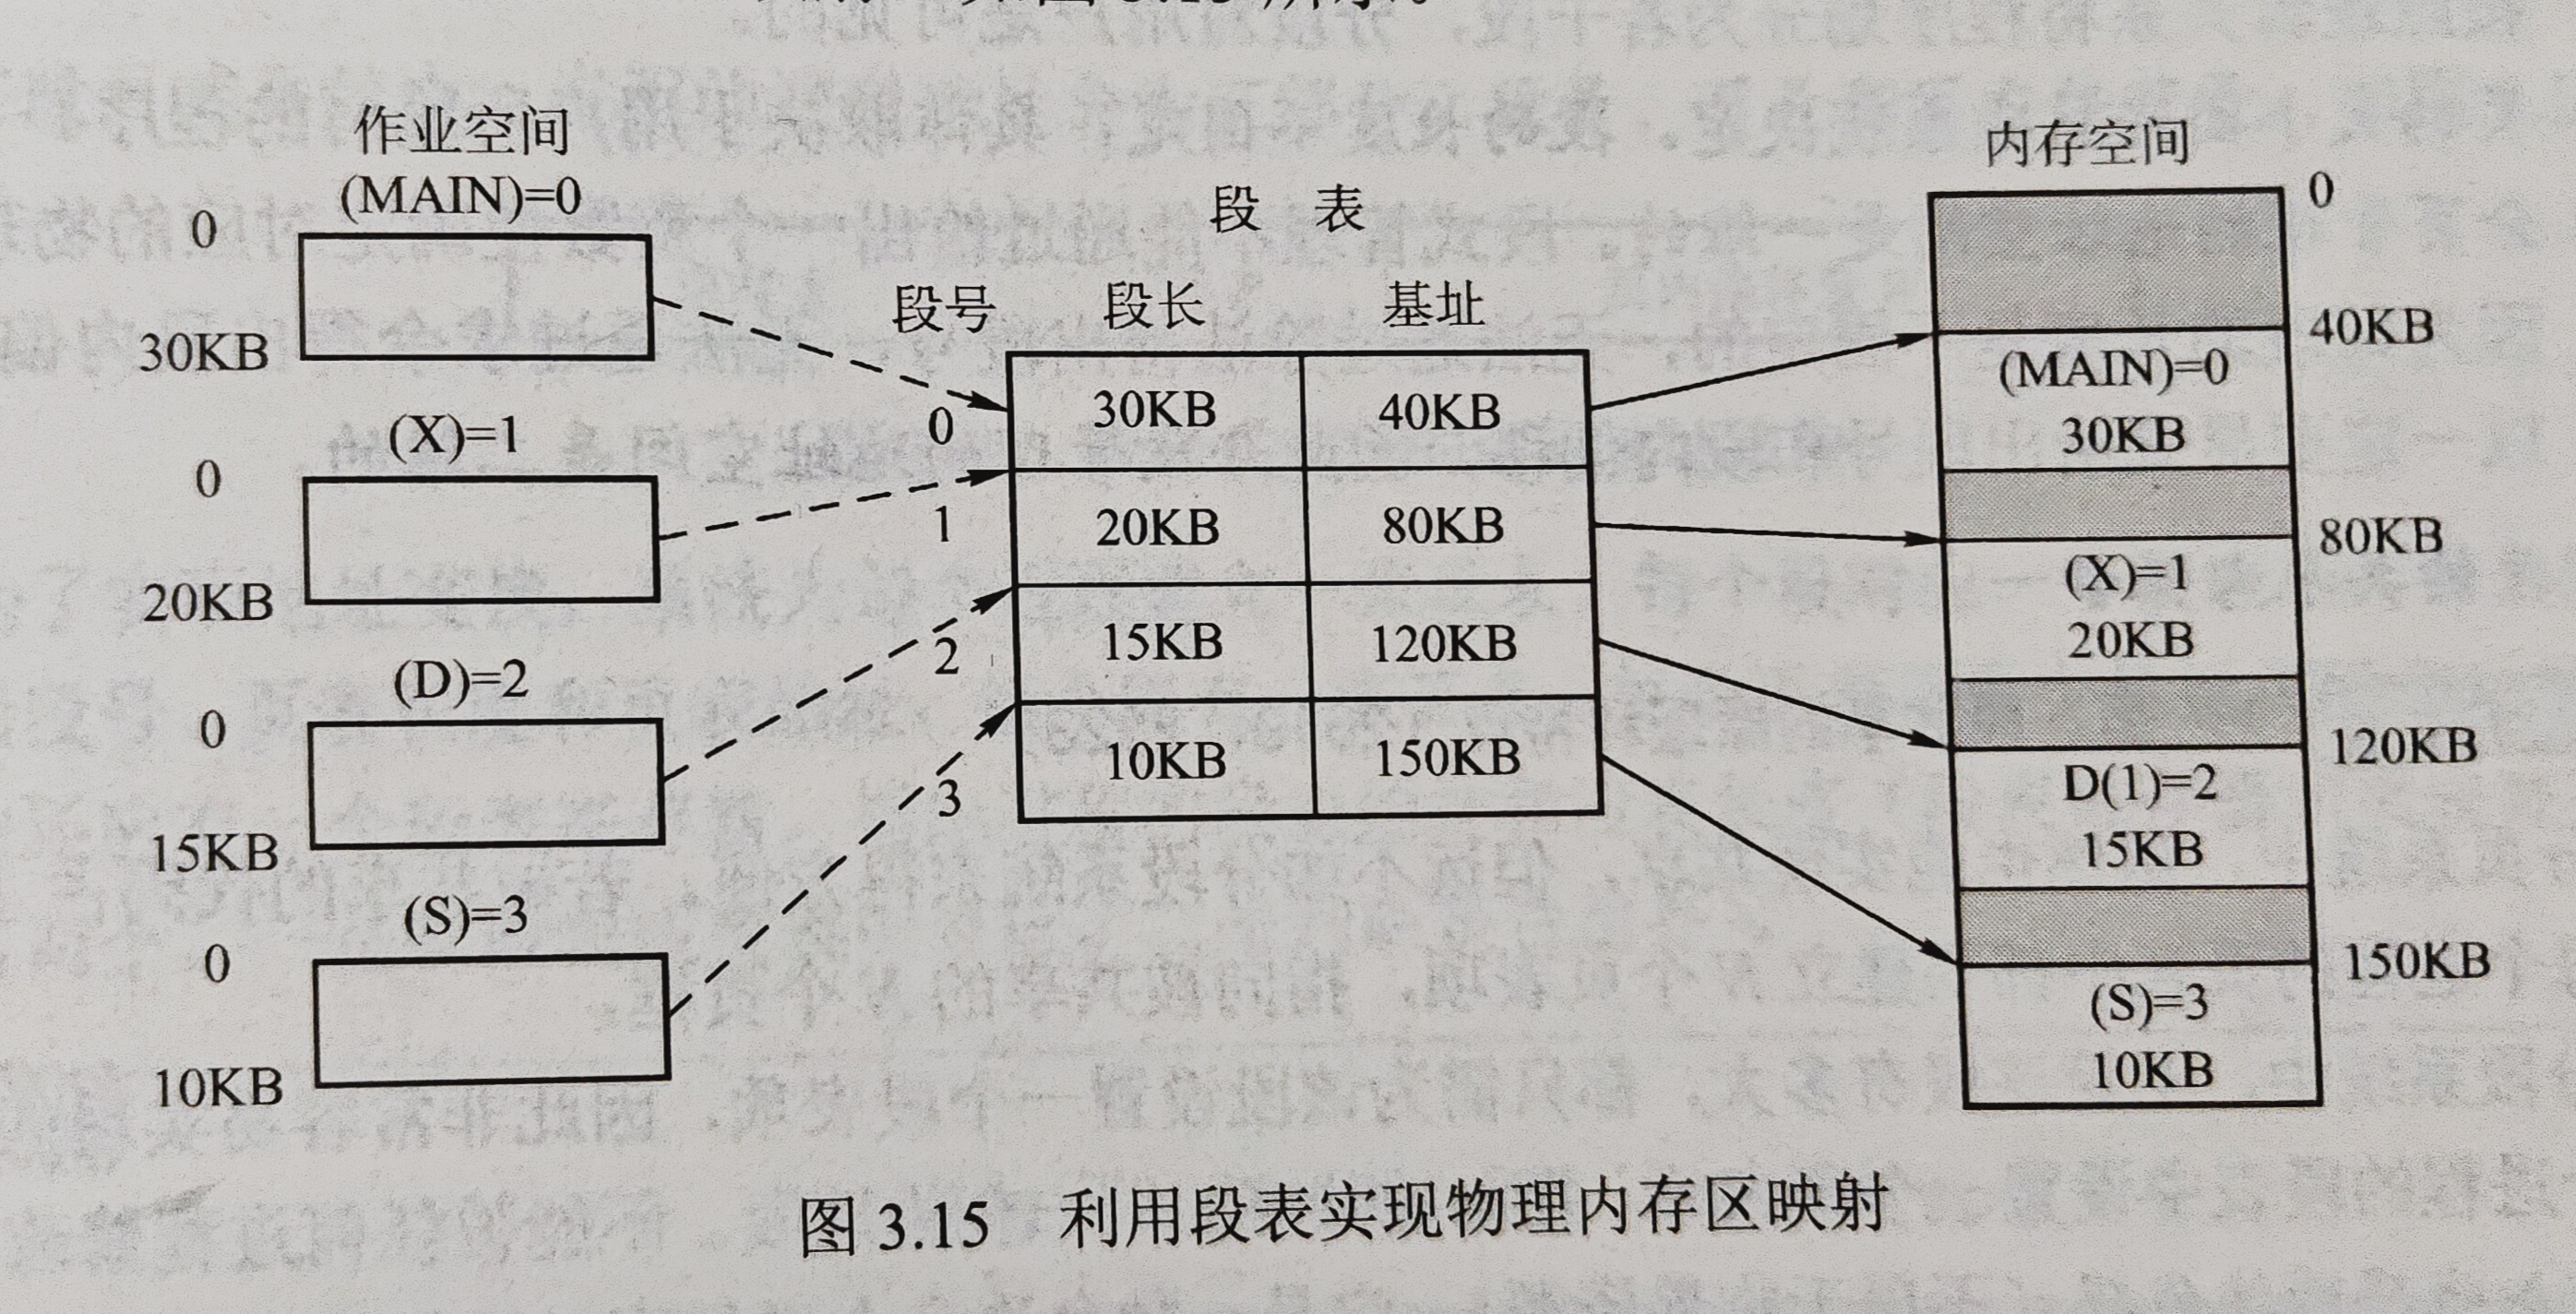 作业空间
(MAIN)=0
0
30KB
(X)=1
0
20KB
(D)=2
0
15KB
(S)=3
0
10KB
段 表
段号 段长 基址
0 30KB 40KB
1 20KB 80KB
2 15KB 120KB
3 10KB 150KB
内存空间
0
40KB
(MAIN)=0
30KB
80KB
(X)=1
20KB
120KB
D(1)=2
15KB
150KB
(S)=3
10KB
图 3.15 利用段表实现物理内存区映射